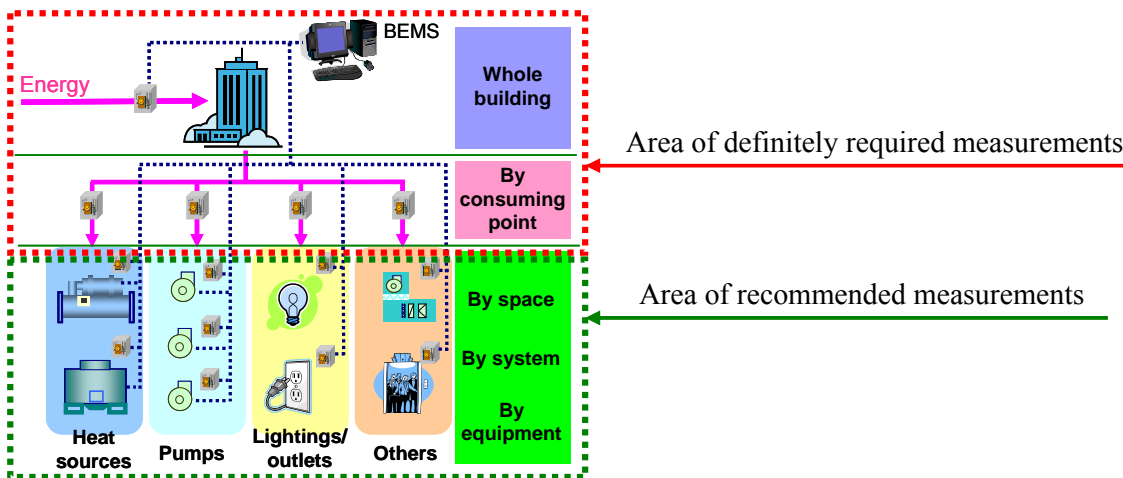 BEMS
Energy
Whole
building
Area of definitely required measurements
By
consuming
point
By space
Area of recommended measurements
By system
By
equipment
Heat
sources
Pumps
Lightings/
outlets
Others